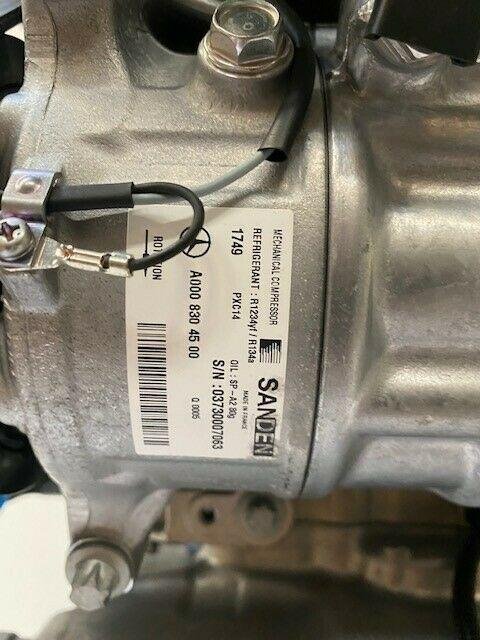 MECHANICAL COMPRESSOR
REFRIGERANT : R1234yf / R134a
SANDEN
MADE IN FRANCE
1749 PXC14
OIL : SP-A2 80g
S/N : 03730007063
A000 830 45 00
Q 0005